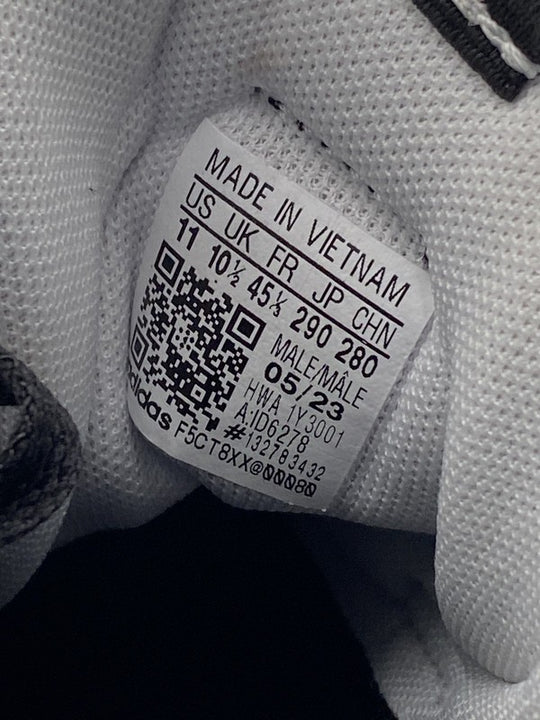 MADE IN VIETNAM
US UK FR JP CHN
11 10½ 45⅓ 290 280
MALE/MÂLE
05/23
HWA 1Y3001
A:ID6278
#132783432
adidas F5CT8XX@00080